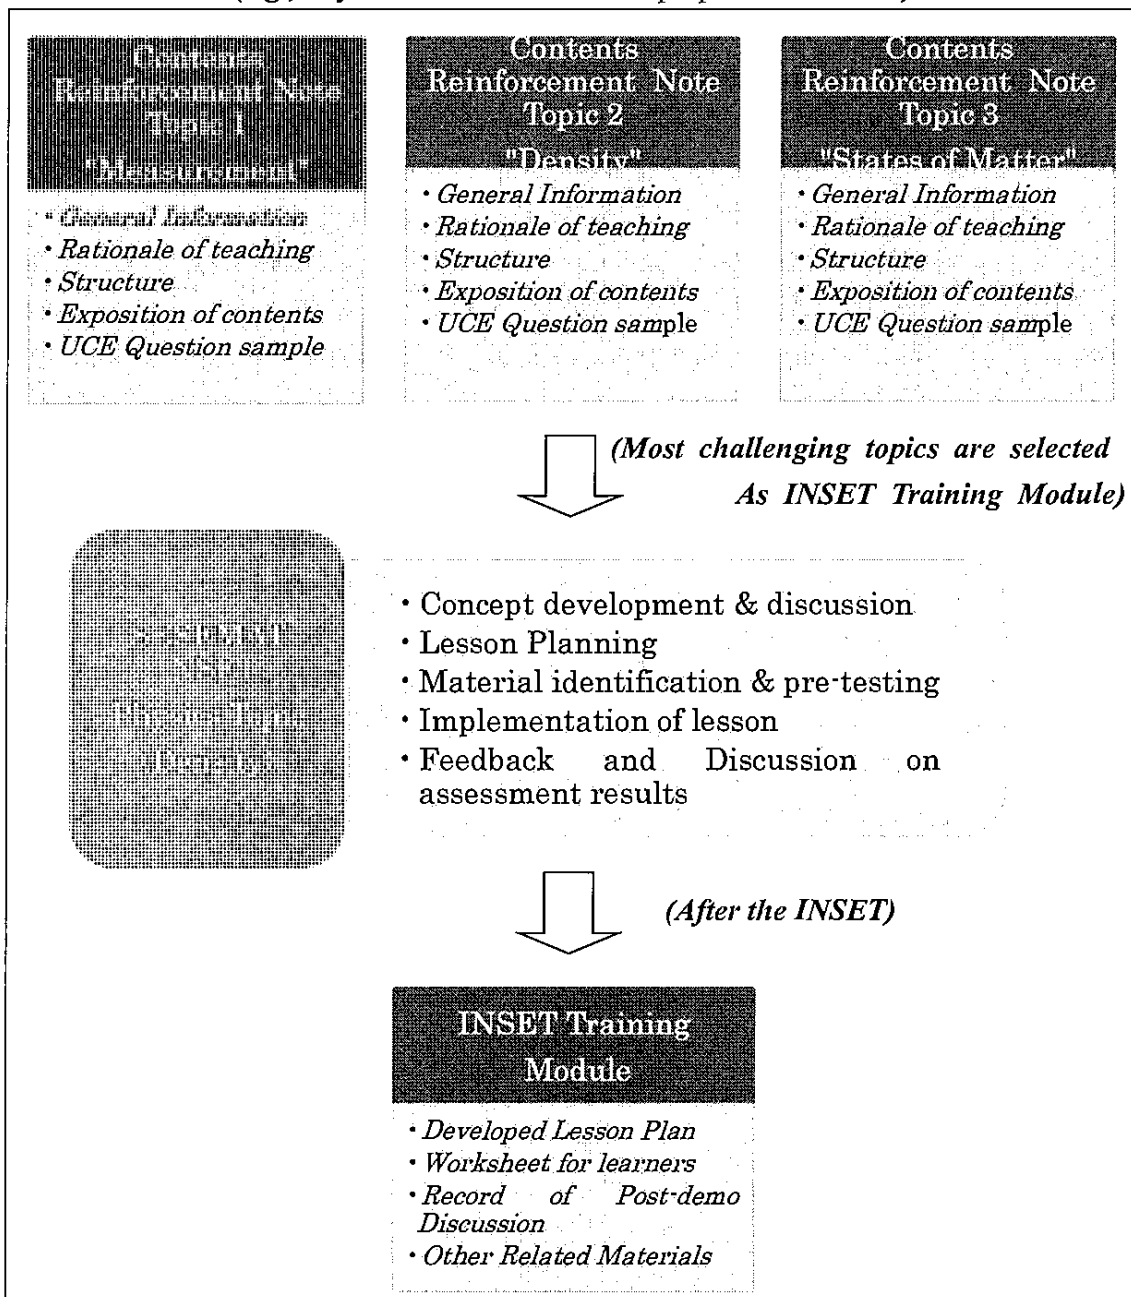 Contents
Reinforcement Note
Topic 1
"Measurement"
· General Information
· Rationale of teaching
· Structure
· Exposition of contents
· UCE Question sample
Contents
Reinforcement Note
Topic 2
"Density"
· General Information
· Rationale of teaching
· Structure
· Exposition of contents
· UCE Question sample
Contents
Reinforcement Note
Topic 3
"States of Matter"
· General Information
· Rationale of teaching
· Structure
· Exposition of contents
· UCE Question sample
(Most challenging topics are selected
As INSET Training Module)
· Concept development & discussion
· Lesson Planning
· Material identification & pre-testing
· Implementation of lesson
· Feedback and Discussion on
assessment results
(After the INSET)
INSET Training
Module
· Developed Lesson Plan
· Worksheet for learners
· Record of Post-demo
Discussion
· Other Related Materials